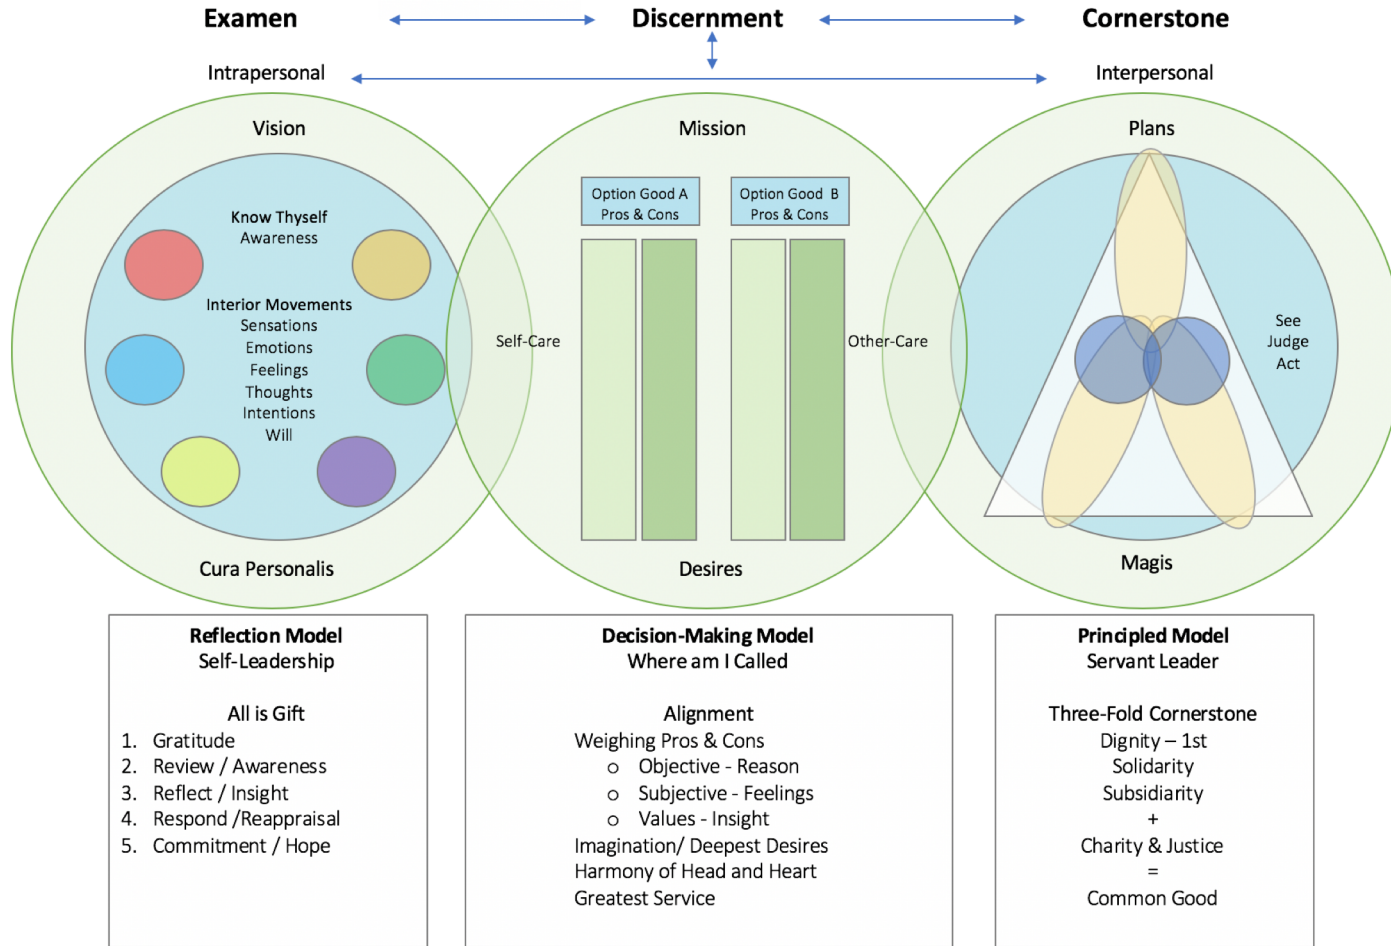 Examen
Discernment
Cornerstone
Intrapersonal
Interpersonal
Vision
Know Thyself
Awareness
Interior Movements
Sensations
Emotions
Feelings
Thoughts
Intentions
Will
Cura Personalis
Self-Care
Mission
Option Good A
Pros & Cons
Option Good B
Pros & Cons
Desires
Other-Care
Plans
See
Judge
Act
Magis
Reflection Model
Self-Leadership
All is Gift
1. Gratitude
2. Review / Awareness
3. Reflect / Insight
4. Respond /Reappraisal
5. Commitment / Hope
Decision-Making Model
Where am I Called
Alignment
Weighing Pros & Cons
o Objective - Reason
o Subjective - Feelings
o Values - Insight
Imagination/ Deepest Desires
Harmony of Head and Heart
Greatest Service
Principled Model
Servant Leader
Three-Fold Cornerstone
Dignity – 1st
Solidarity
Subsidiarity
+
Charity & Justice
=
Common Good